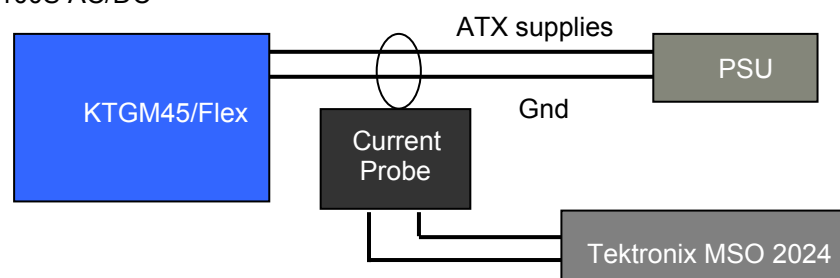 ATX supplies
PSU
KTGM45/Flex
Gnd
Current
Probe
Tektronix MSO 2024